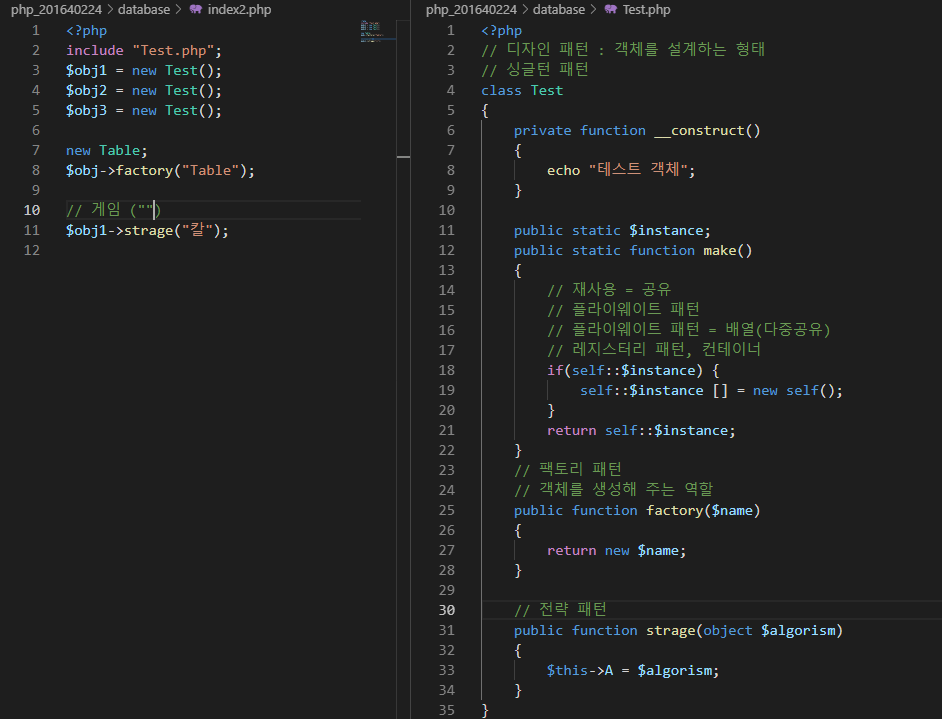 php_201640224 > database > index2.php
1 <?php
2 include "Test.php";
3 $obj1 = new Test();
4 $obj2 = new Test();
5 $obj3 = new Test();
6
7 new Table;
8 $obj->factory("Table");
9
10 // 게임 ("")
11 $obj1->strage("칼");
12
php_201640224 > database > Test.php
1 <?php
2 // 디자인 패턴 : 객체를 설계하는 형태
3 // 싱글턴 패턴
4 class Test
5 {
6 private function __construct()
7 {
8 echo "테스트 객체";
9 }
10
11 public static $instance;
12 public static function make()
13 {
14 // 재사용 = 공유
15 // 플라이웨이트 패턴
16 // 플라이웨이트 패턴 = 배열(다중공유)
17 // 레지스터리 패턴, 컨테이너
18 if(self::$instance) {
19 self::$instance [] = new self();
20 }
21 return self::$instance;
22 }
23 // 팩토리 패턴
24 // 객체를 생성해 주는 역할
25 public function factory($name)
26 {
27 return new $name;
28 }
29
30 // 전략 패턴
31 public function strage(object $algorism)
32 {
33 $this->A = $algorism;
34 }
35 }